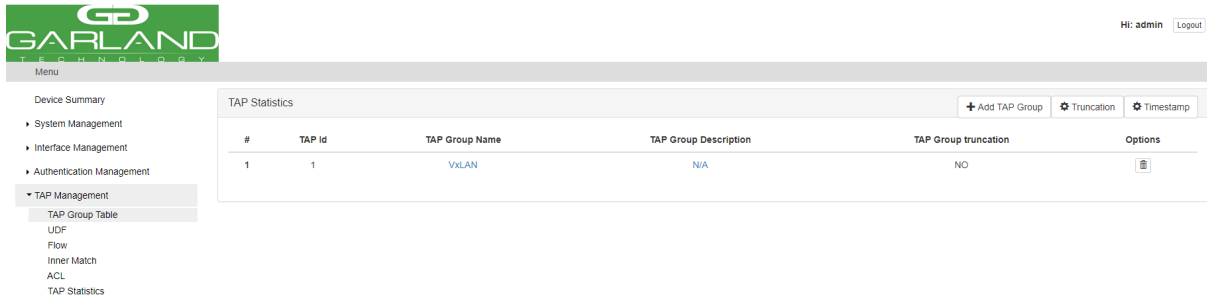 GARLAND
TECHNOLOGY
Hi: admin Logout
Menu
Device Summary
System Management
Interface Management
Authentication Management
TAP Management
TAP Group Table
UDF
Flow
Inner Match
ACL
TAP Statistics
TAP Statistics
Add TAP Group Truncation Timestamp
# TAP Id TAP Group Name TAP Group Description TAP Group truncation Options
1 1 VxLAN N/A NO